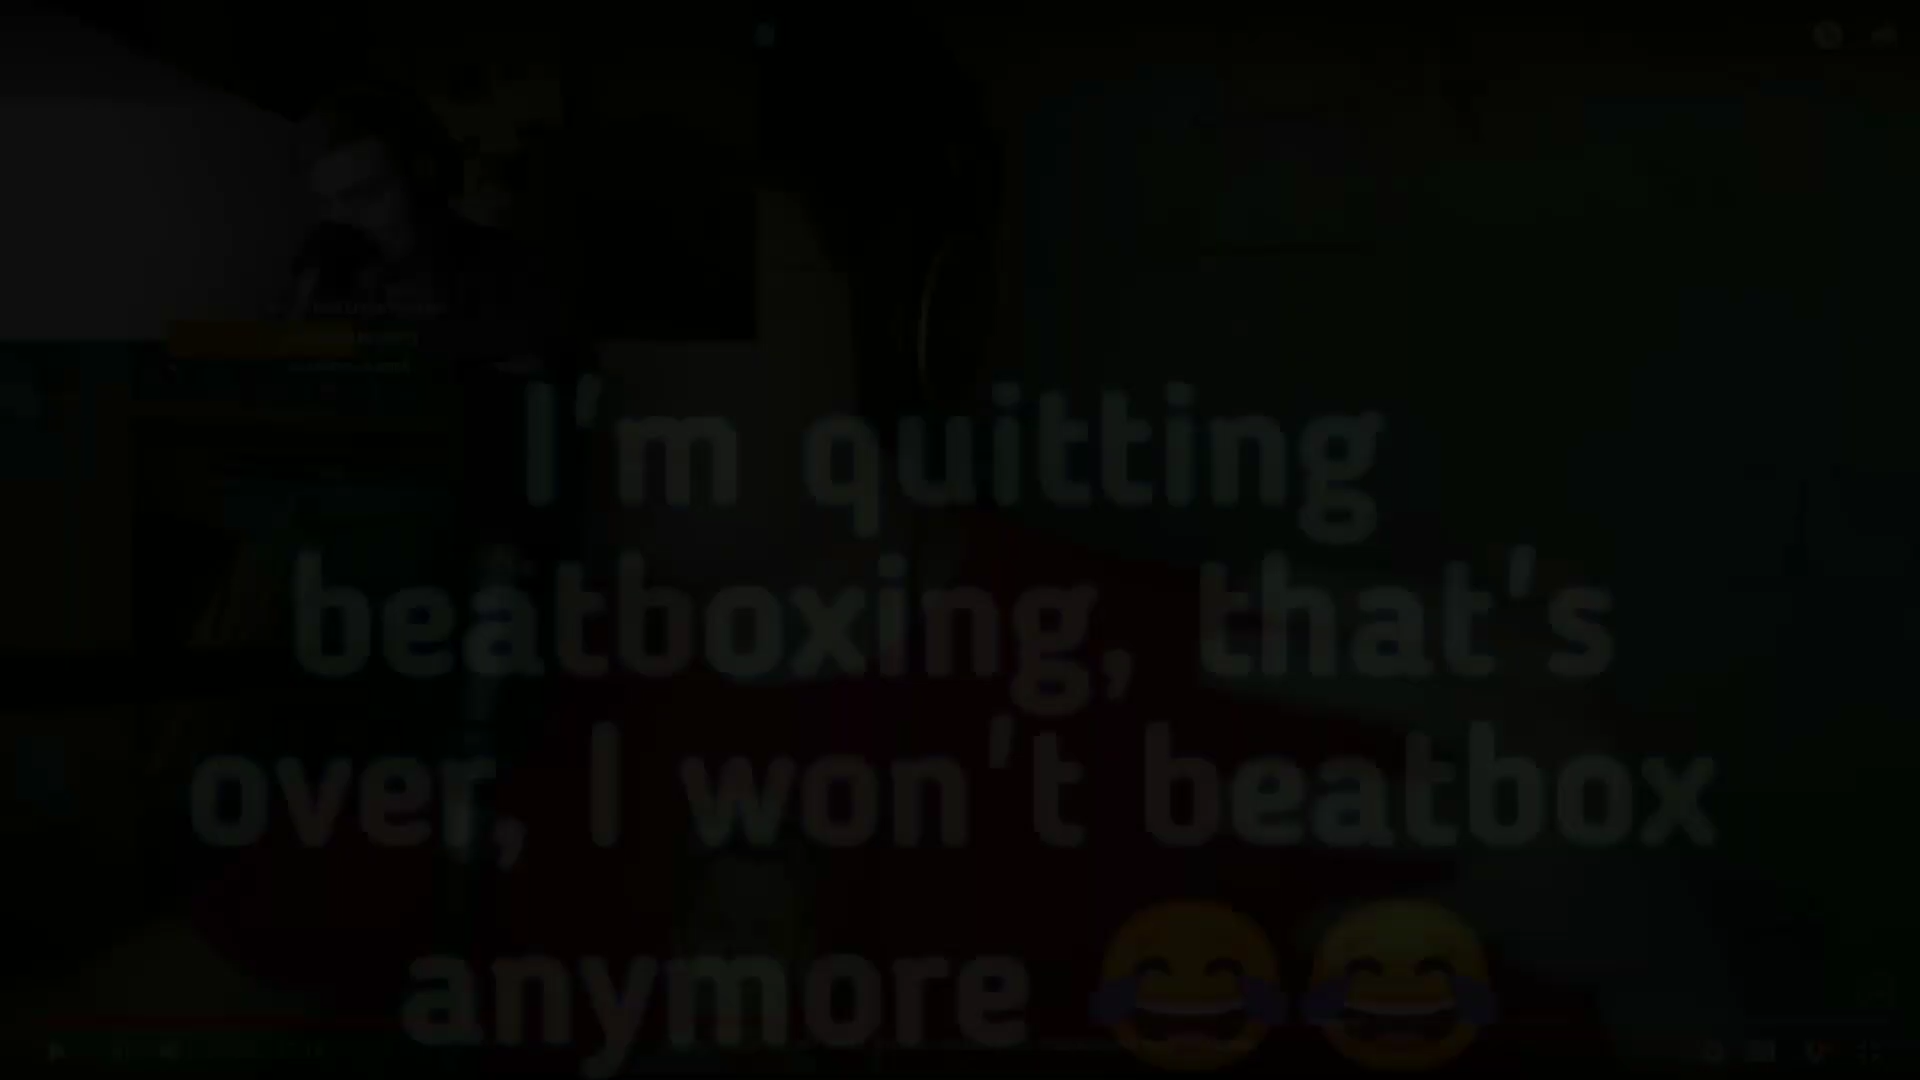 I'm quitting
beatboxing, that's
over, I won't beatbox
anymore 😂😂